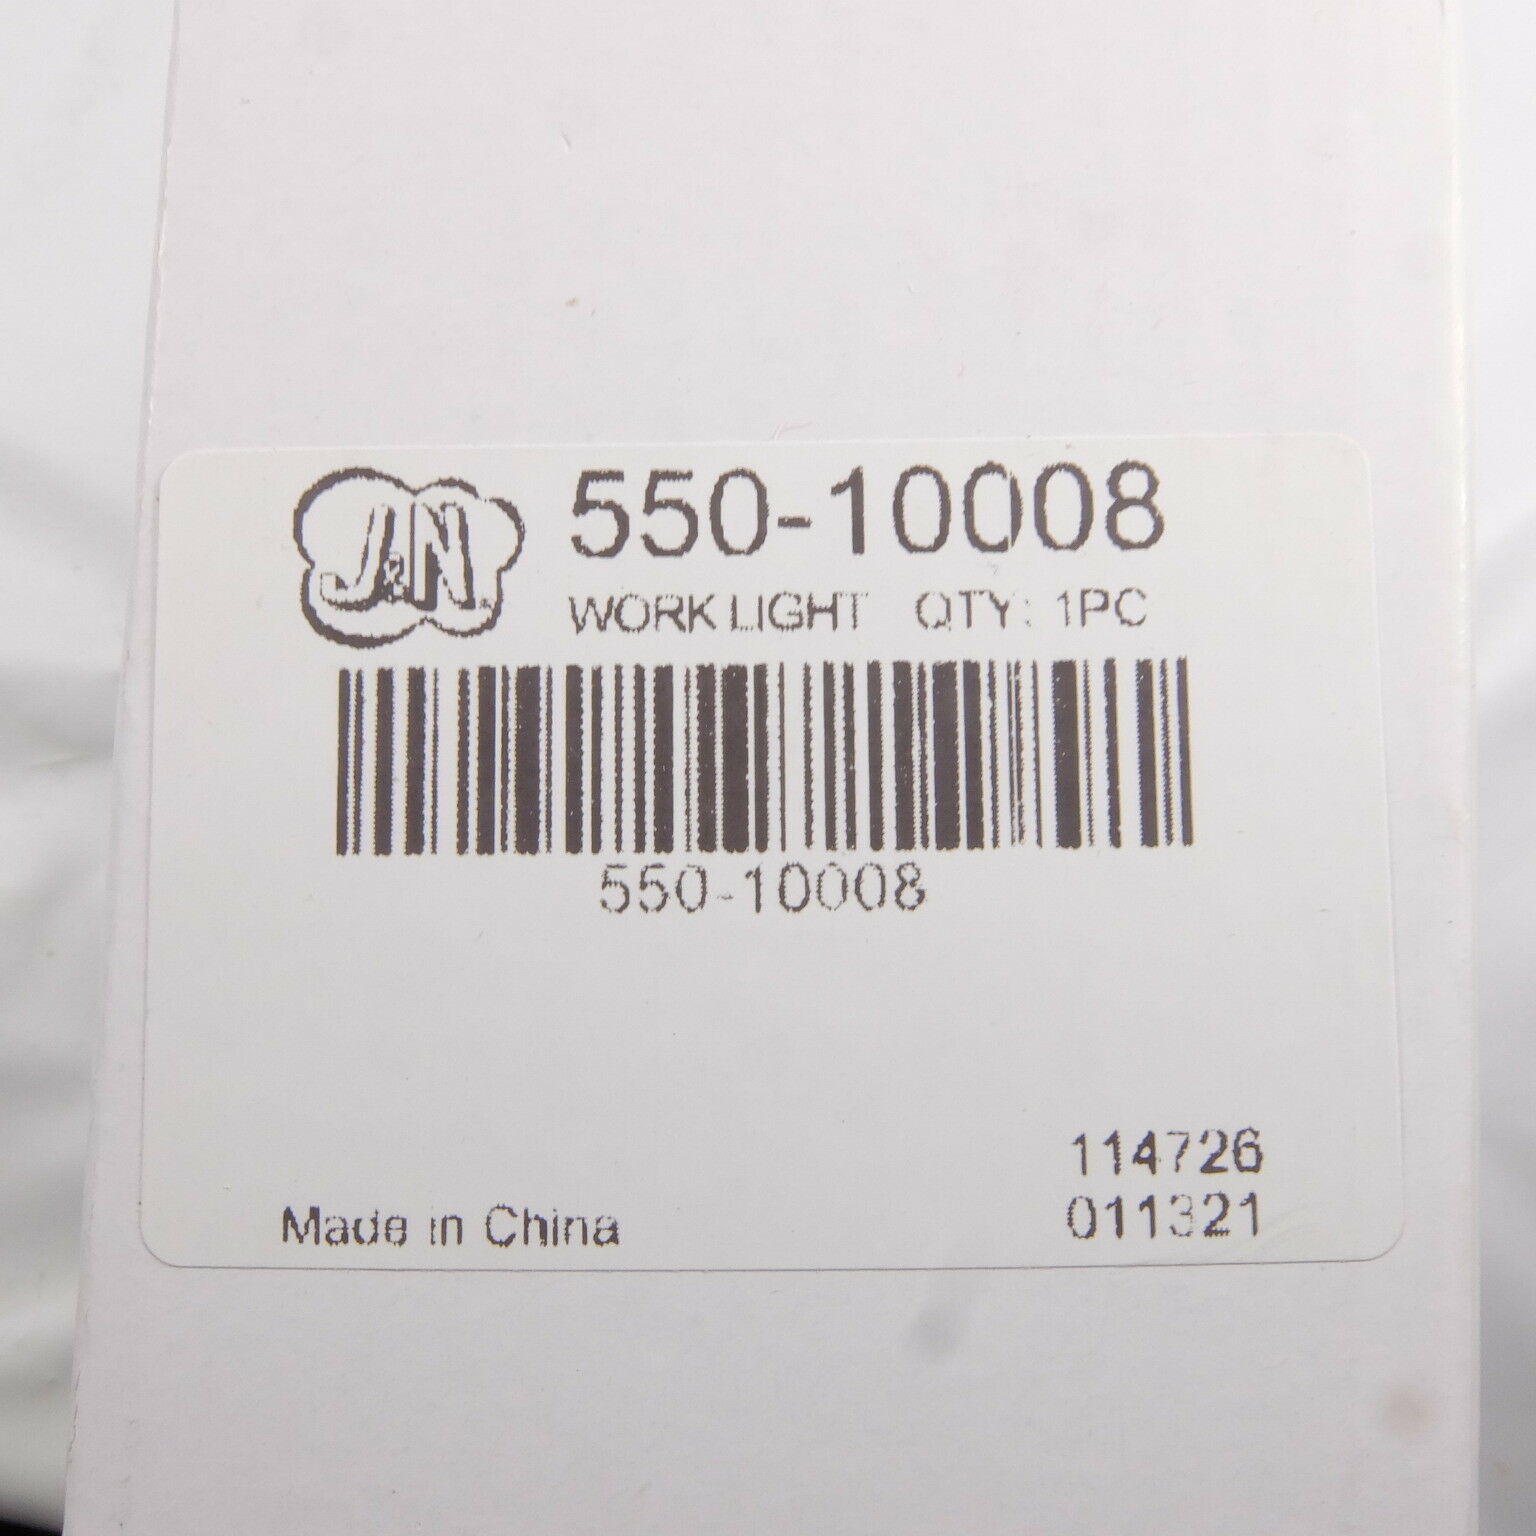 J&N
550-10008
WORK LIGHT QTY: 1PC
550-10008
114726
Made in China
011321